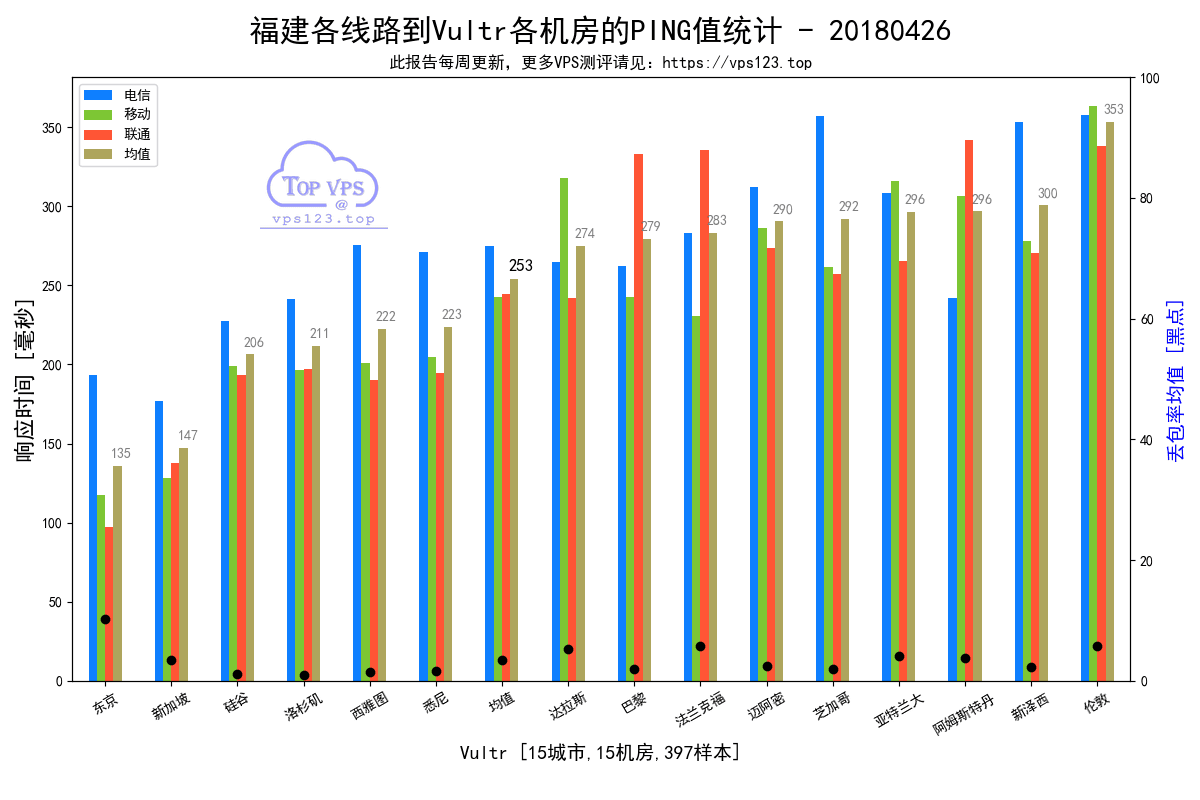 福建各线路到Vultr各机房的PING值统计 - 20180426
此报告每周更新，更多VPS测评请见：https://vps123.top
电信
移动
联通
均值
TOP VPS
@
vps123.top
响应时间 [毫秒]
350
300
250
200
150
100
50
0
135
147
206
211
222
223
253
274
279
283
290
292
296
296
300
353
100
80
60
40
20
0
丢包率均值 [黑点]
东京
新加坡
硅谷
洛杉矶
西雅图
悉尼
均值
达拉斯
巴黎
法兰克福
迈阿密
芝加哥
亚特兰大
阿姆斯特丹
新泽西
伦敦
Vultr [15城市,15机房,397样本]